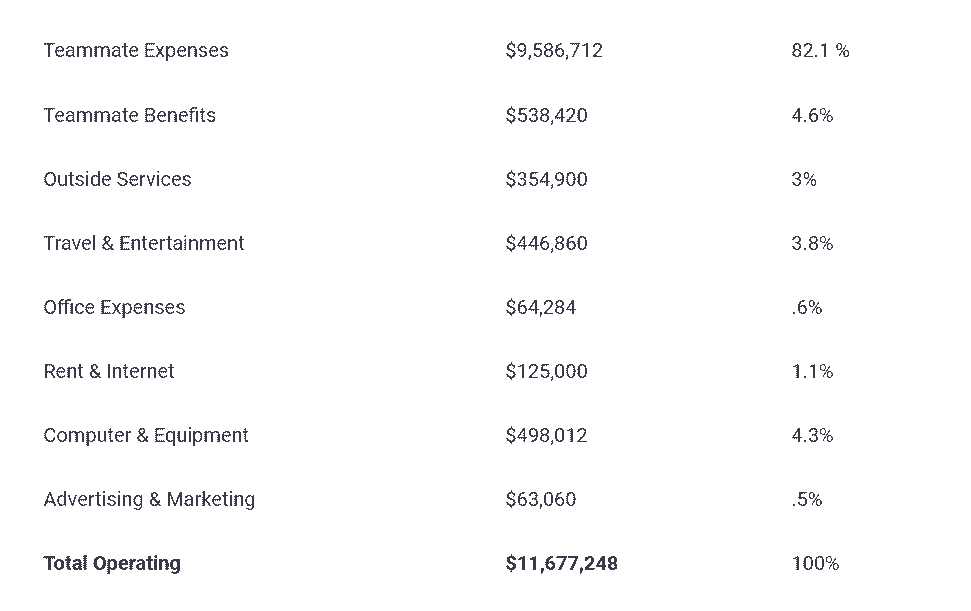 Teammate Expenses $9,586,712 82.1 %
Teammate Benefits $538,420 4.6%
Outside Services $354,900 3%
Travel & Entertainment $446,860 3.8%
Office Expenses $64,284 .6%
Rent & Internet $125,000 1.1%
Computer & Equipment $498,012 4.3%
Advertising & Marketing $63,060 .5%
Total Operating $11,677,248 100%